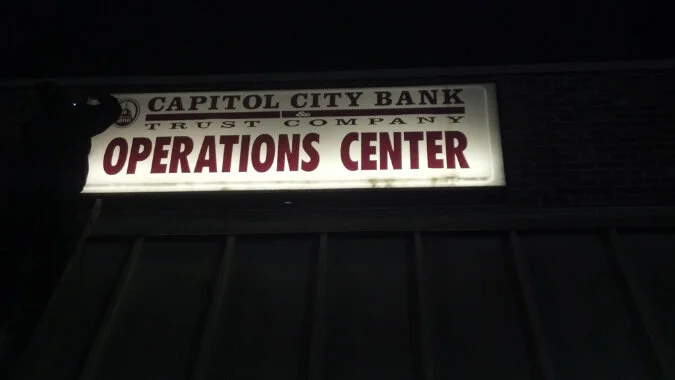 CAPITOL CITY BANK
&
TRUST COMPANY
OPERATIONS CENTER